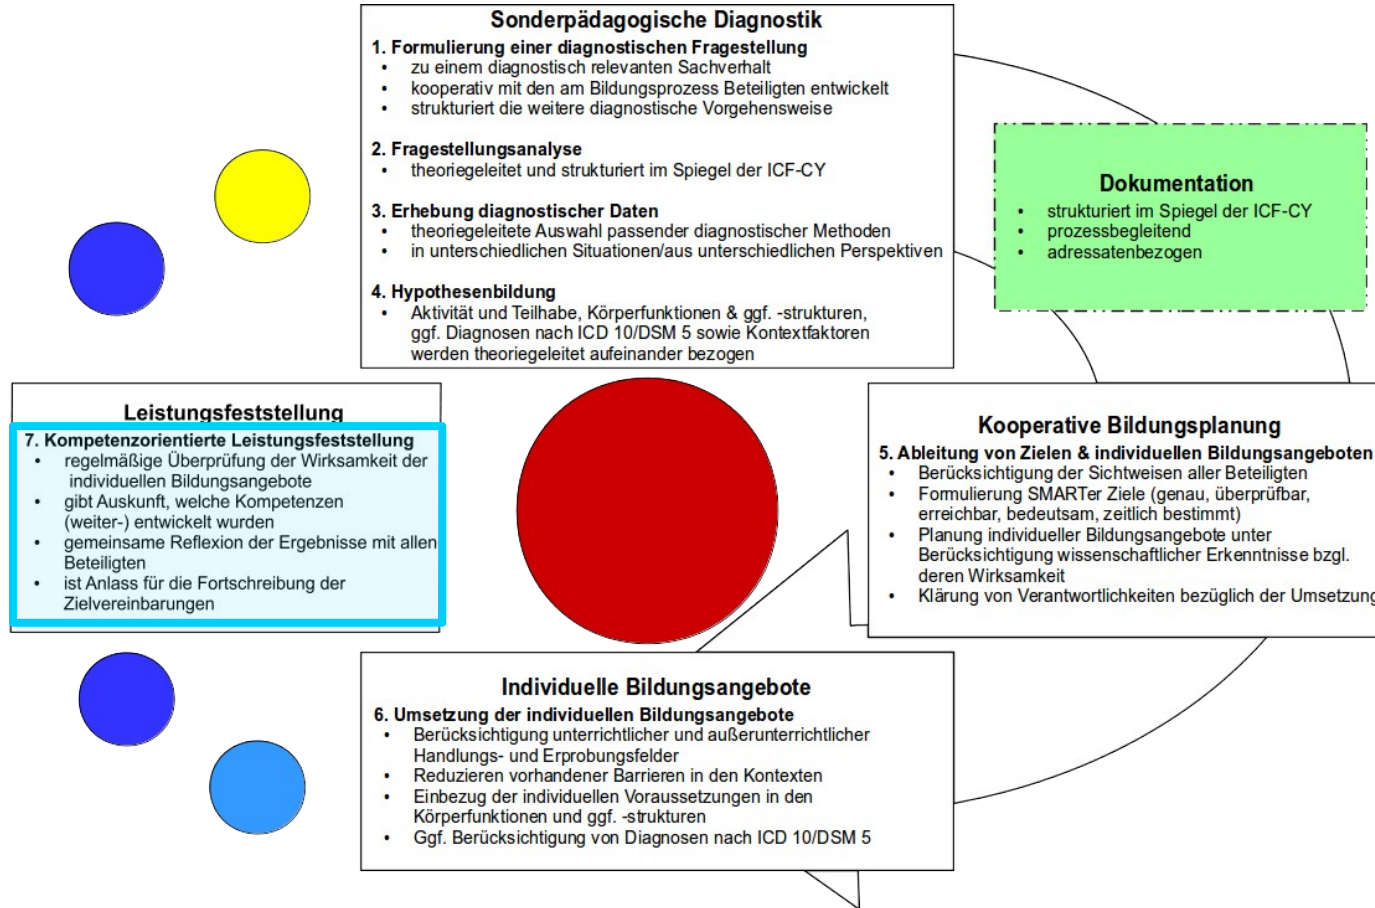 Sonderpädagogische Diagnostik
1. Formulierung einer diagnostischen Fragestellung
• zu einem diagnostisch relevanten Sachverhalt
• kooperativ mit den am Bildungsprozess Beteiligten entwickelt
• strukturiert die weitere diagnostische Vorgehensweise
2. Fragestellungsanalyse
• theoriegeleitet und strukturiert im Spiegel der ICF-CY
3. Erhebung diagnostischer Daten
• theoriegeleitete Auswahl passender diagnostischer Methoden
• in unterschiedlichen Situationen/aus unterschiedlichen Perspektiven
4. Hypothesenbildung
• Aktivität und Teilhabe, Körperfunktionen & ggf. -strukturen,
ggf. Diagnosen nach ICD 10/DSM 5 sowie Kontextfaktoren
werden theoriegeleitet aufeinander bezogen
Dokumentation
• strukturiert im Spiegel der ICF-CY
• prozessbegleitend
• adressatenbezogen
Kooperative Bildungsplanung
5. Ableitung von Zielen & individuellen Bildungsangeboten
• Berücksichtigung der Sichtweisen aller Beteiligten
• Formulierung SMARTer Ziele (genau, überprüfbar,
erreichbar, bedeutsam, zeitlich bestimmt)
• Planung individueller Bildungsangebote unter
Berücksichtigung wissenschaftlicher Erkenntnisse bzgl.
deren Wirksamkeit
• Klärung von Verantwortlichkeiten bezüglich der Umsetzung
Individuelle Bildungsangebote
6. Umsetzung der individuellen Bildungsangebote
• Berücksichtigung unterrichtlicher und außerunterrichtlicher
Handlungs- und Erprobungsfelder
• Reduzieren vorhandener Barrieren in den Kontexten
• Einbezug der individuellen Voraussetzungen in den
Körperfunktionen und ggf. -strukturen
• Ggf. Berücksichtigung von Diagnosen nach ICD 10/DSM 5
Leistungsfeststellung
7. Kompetenzorientierte Leistungsfeststellung
• regelmäßige Überprüfung der Wirksamkeit der
individuellen Bildungsangebote
• gibt Auskunft, welche Kompetenzen
(weiter-) entwickelt wurden
• gemeinsame Reflexion der Ergebnisse mit allen
Beteiligten
• ist Anlass für die Fortschreibung der
Zielvereinbarungen